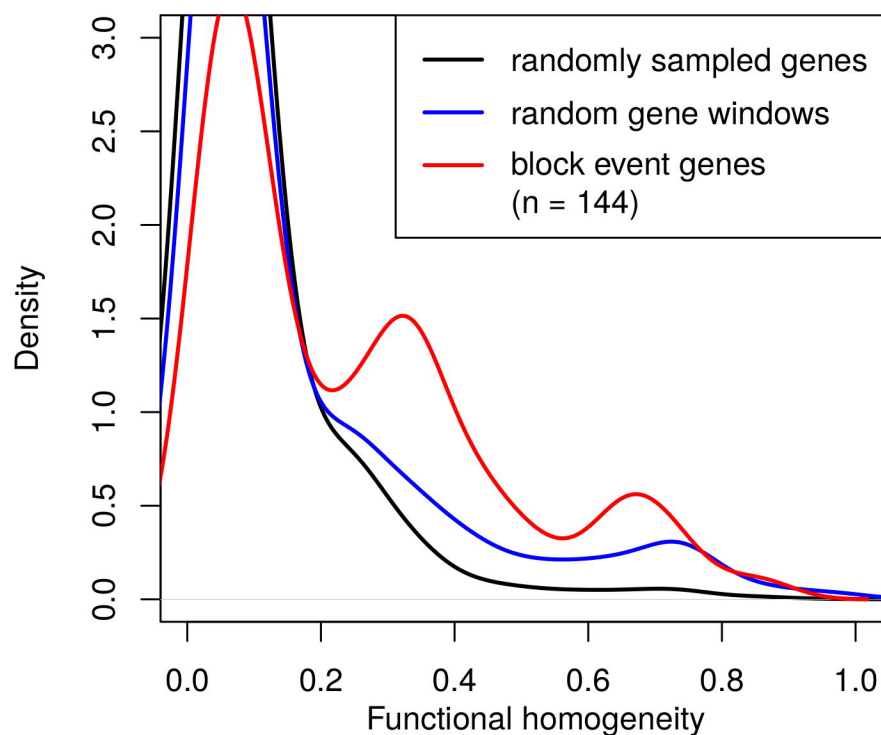 randomly sampled genes
random gene windows
block event genes
(n = 144)
Density
3.0
2.5
2.0
1.5
1.0
0.5
0.0
0.0 0.2 0.4 0.6 0.8 1.0
Functional homogeneity